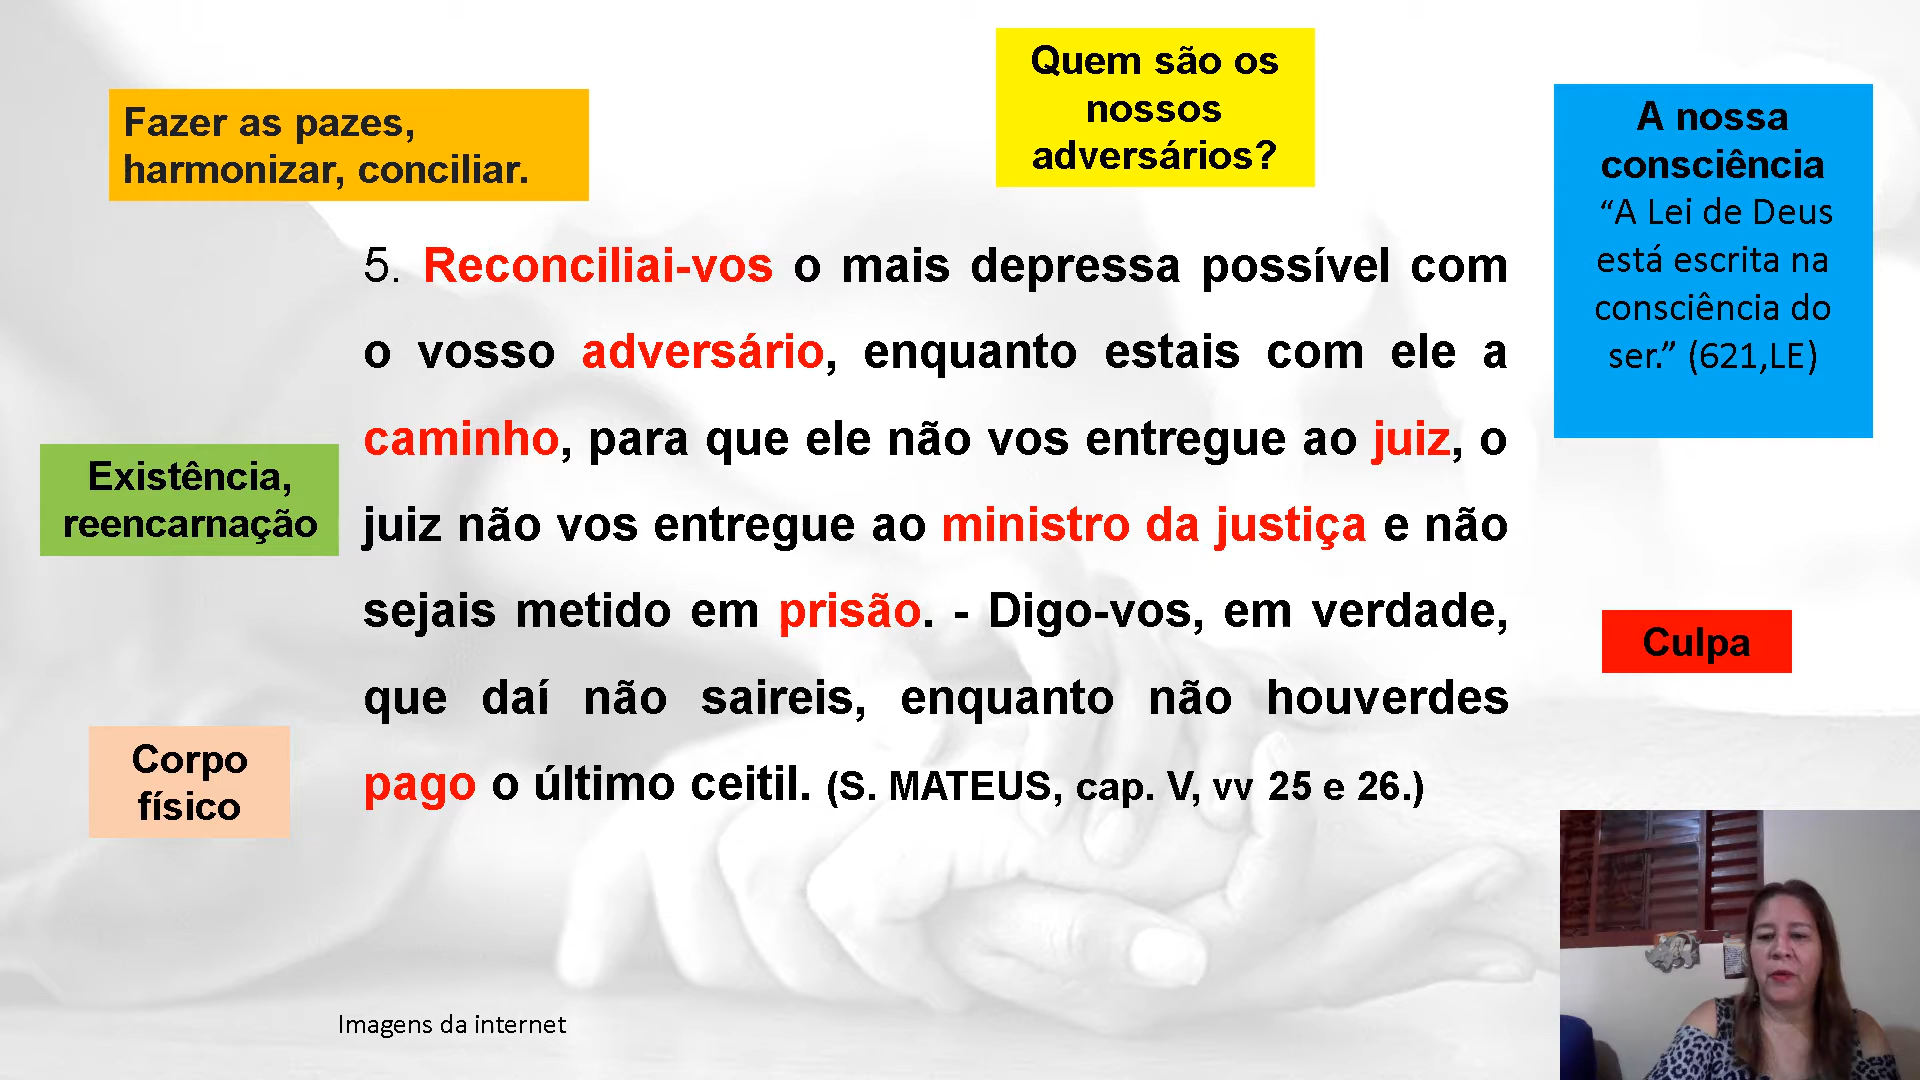 Quem são os
nossos
adversários?
Fazer as pazes,
harmonizar, conciliar.
A nossa
consciência
“A Lei de Deus
está escrita na
consciência do
ser.” (621,LE)
5. Reconciliai-vos o mais depressa possível com
o vosso adversário, enquanto estais com ele a
caminho, para que ele não vos entregue ao juiz, o
juiz não vos entregue ao ministro da justiça e não
sejais metido em prisão. - Digo-vos, em verdade,
que daí não saireis, enquanto não houverdes
pago o último ceitil. (S. MATEUS, cap. V, vv 25 e 26.)
Existência,
reencarnação
Culpa
Corpo
físico
Imagens da internet